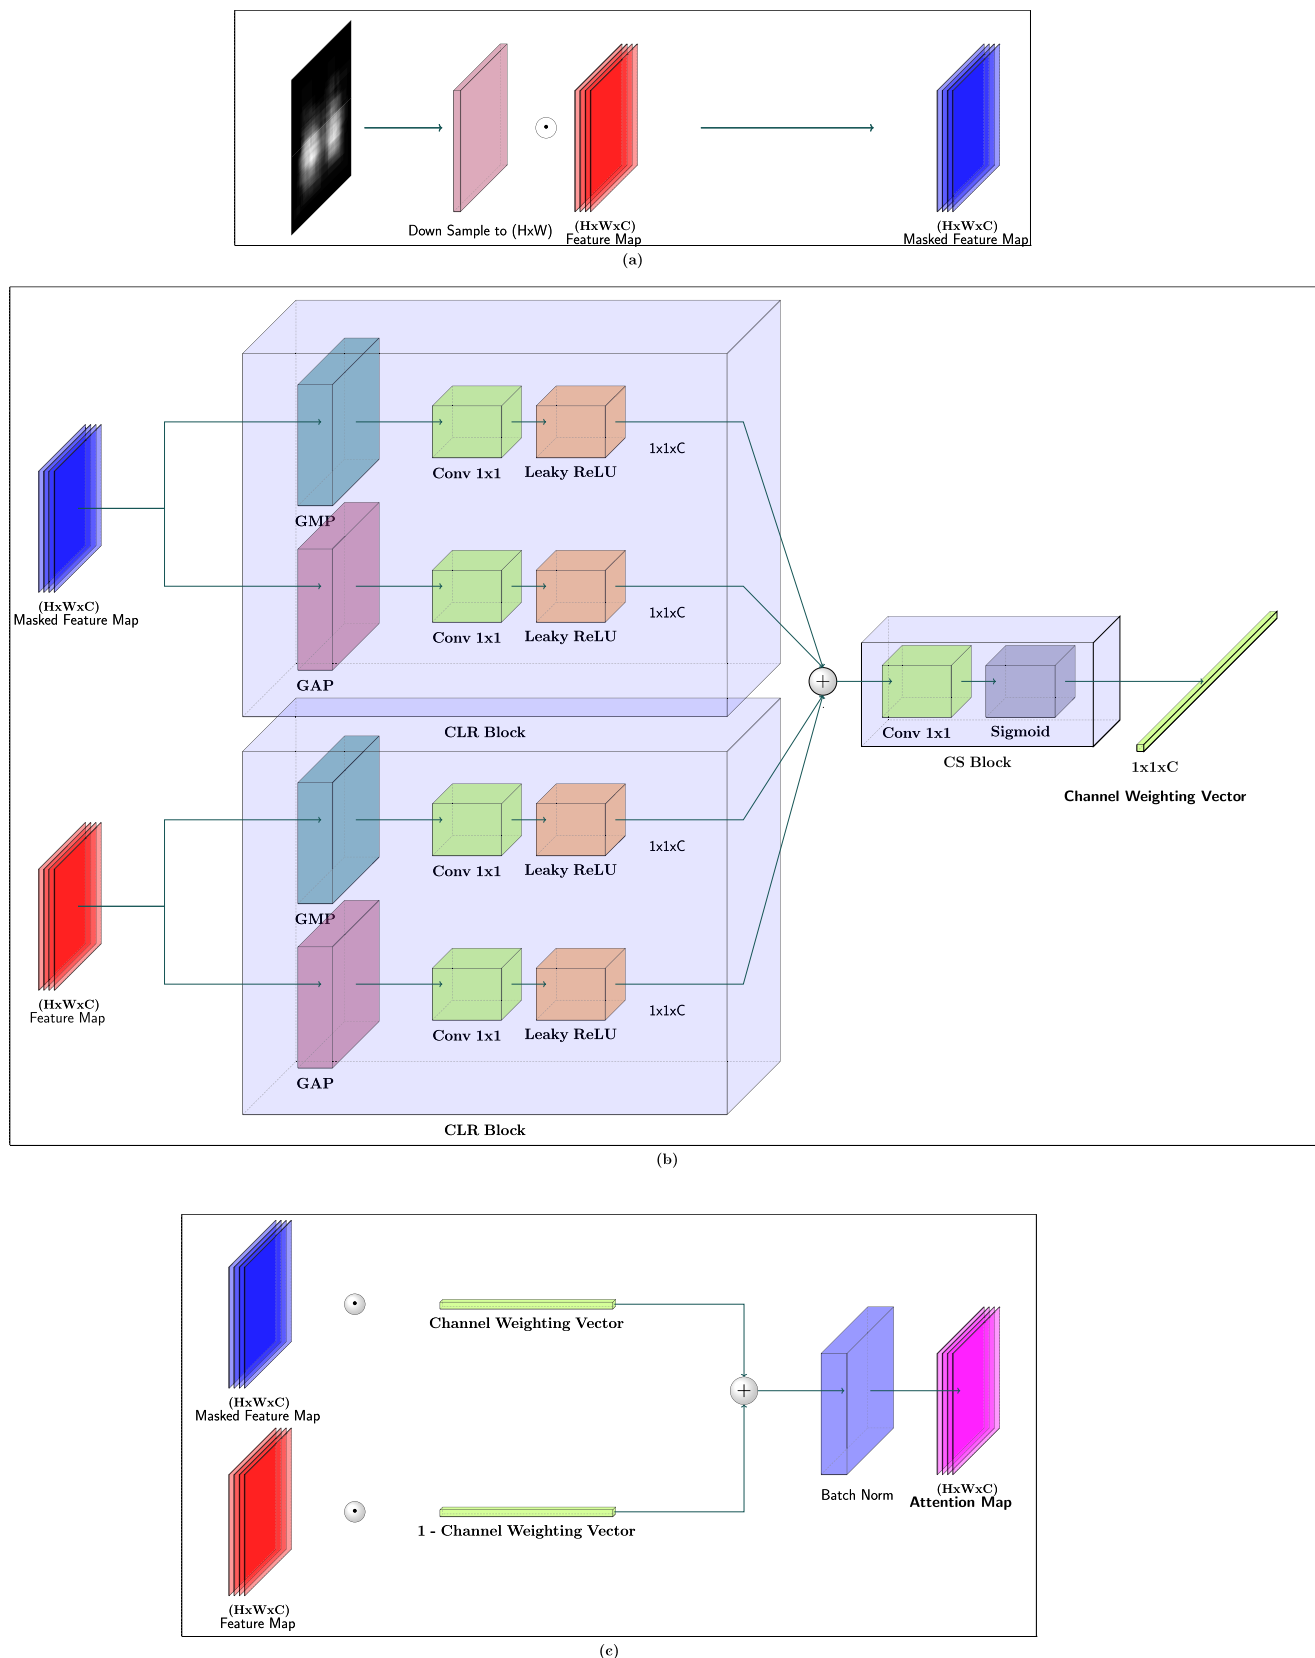 Down Sample to (HxW)
(HxWxC)
Feature Map
(HxWxC)
Masked Feature Map
(a)
GMP
Conv 1x1
Leaky ReLU
1x1xC
(HxWxC)
Masked Feature Map
GAP
Conv 1x1
Leaky ReLU
1x1xC
CLR Block
+
Conv 1x1
Sigmoid
CS Block
1x1xC
Channel Weighting Vector
GMP
Conv 1x1
Leaky ReLU
1x1xC
(HxWxC)
Feature Map
GAP
Conv 1x1
Leaky ReLU
1x1xC
CLR Block
(b)
(HxWxC)
Masked Feature Map
Channel Weighting Vector
+
Batch Norm
(HxWxC)
Attention Map
1 - Channel Weighting Vector
(HxWxC)
Feature Map
(c)